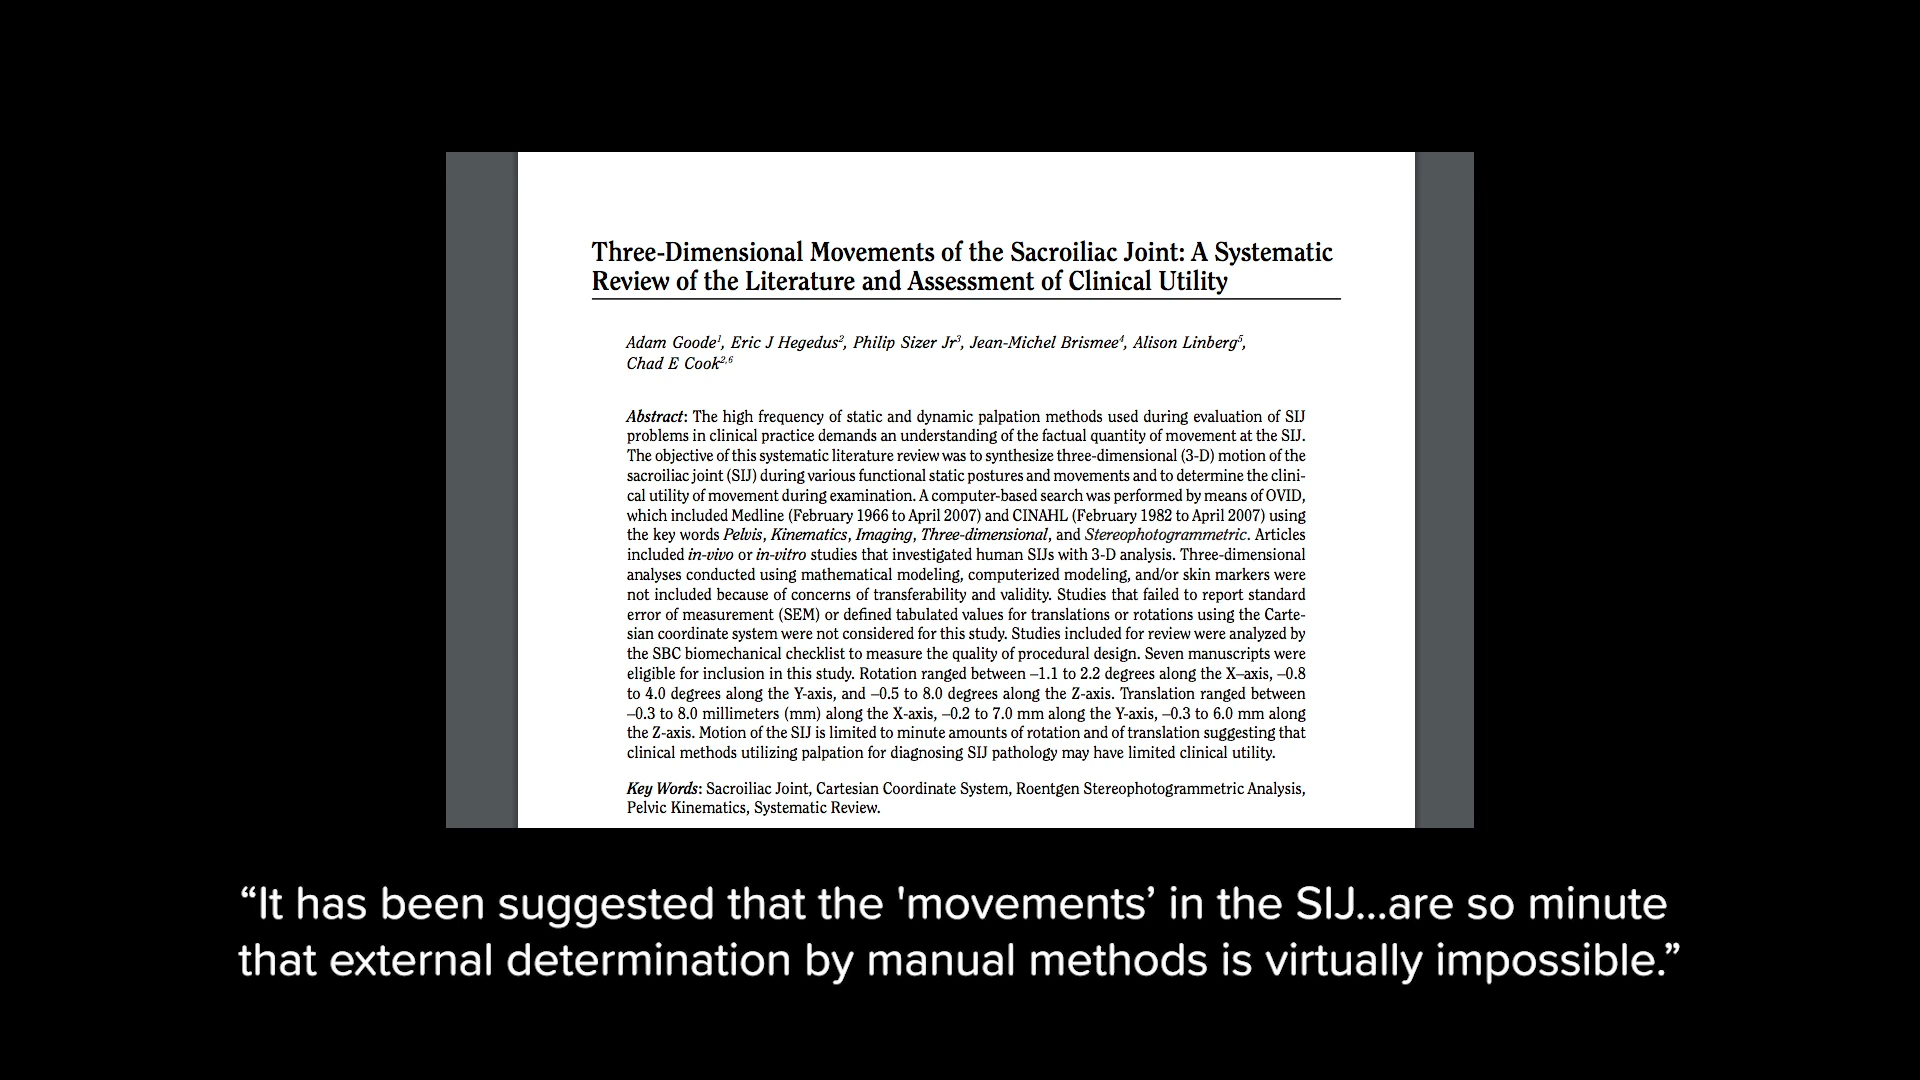 Three-Dimensional Movements of the Sacroiliac Joint: A Systematic
Review of the Literature and Assessment of Clinical Utility
Adam Goode1, Eric J Hegedus2, Philip Sizer Jr3, Jean-Michel Brismee4, Alison Linberg5,
Chad E Cook2,6
Abstract: The high frequency of static and dynamic palpation methods used during evaluation of SIJ
problems in clinical practice demands an understanding of the factual quantity of movement at the SIJ.
The objective of this systematic literature review was to synthesize three-dimensional (3-D) motion of the
sacroiliac joint (SIJ) during various functional static postures and movements and to determine the clini-
cal utility of movement during examination. A computer-based search was performed by means of OVID,
which included Medline (February 1966 to April 2007) and CINAHL (February 1982 to April 2007) using
the key words Pelvis, Kinematics, Imaging, Three-dimensional, and Stereophotogrammetric. Articles
included in-vivo or in-vitro studies that investigated human SIJs with 3-D analysis. Three-dimensional
analyses conducted using mathematical modeling, computerized modeling, and/or skin markers were
not included because of concerns of transferability and validity. Studies that failed to report standard
error of measurement (SEM) or defined tabulated values for translations or rotations using the Carte-
sian coordinate system were not considered for this study. Studies included for review were analyzed by
the SBC biomechanical checklist to measure the quality of procedural design. Seven manuscripts were
eligible for inclusion in this study. Rotation ranged between –1.1 to 2.2 degrees along the X–axis, –0.8
to 4.0 degrees along the Y-axis, and –0.5 to 8.0 degrees along the Z-axis. Translation ranged between
–0.3 to 8.0 millimeters (mm) along the X-axis, –0.2 to 7.0 mm along the Y-axis, –0.3 to 6.0 mm along
the Z-axis. Motion of the SIJ is limited to minute amounts of rotation and of translation suggesting that
clinical methods utilizing palpation for diagnosing SIJ pathology may have limited clinical utility.
Key Words: Sacroiliac Joint, Cartesian Coordinate System, Roentgen Stereophotogrammetric Analysis,
Pelvic Kinematics, Systematic Review.
“It has been suggested that the 'movements’ in the SIJ...are so minute
that external determination by manual methods is virtually impossible.”